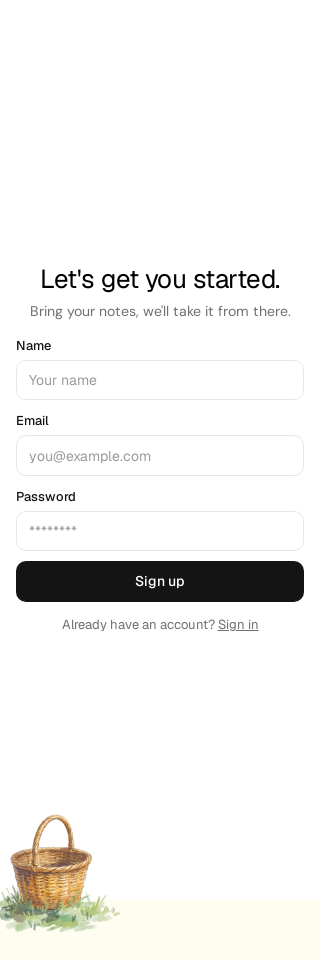 Let's get you started.
Bring your notes, we'll take it from there.
Name
Your name
Email
you@example.com
Password
********
Sign up
Already have an account? Sign in